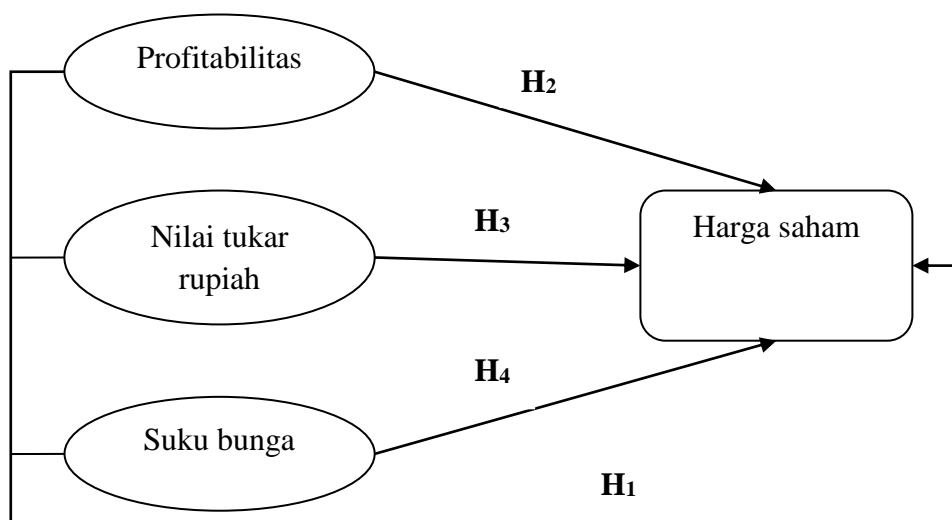 Profitabilitas
H2
Nilai tukar
rupiah
H3
Harga saham
H4
Suku bunga
H1